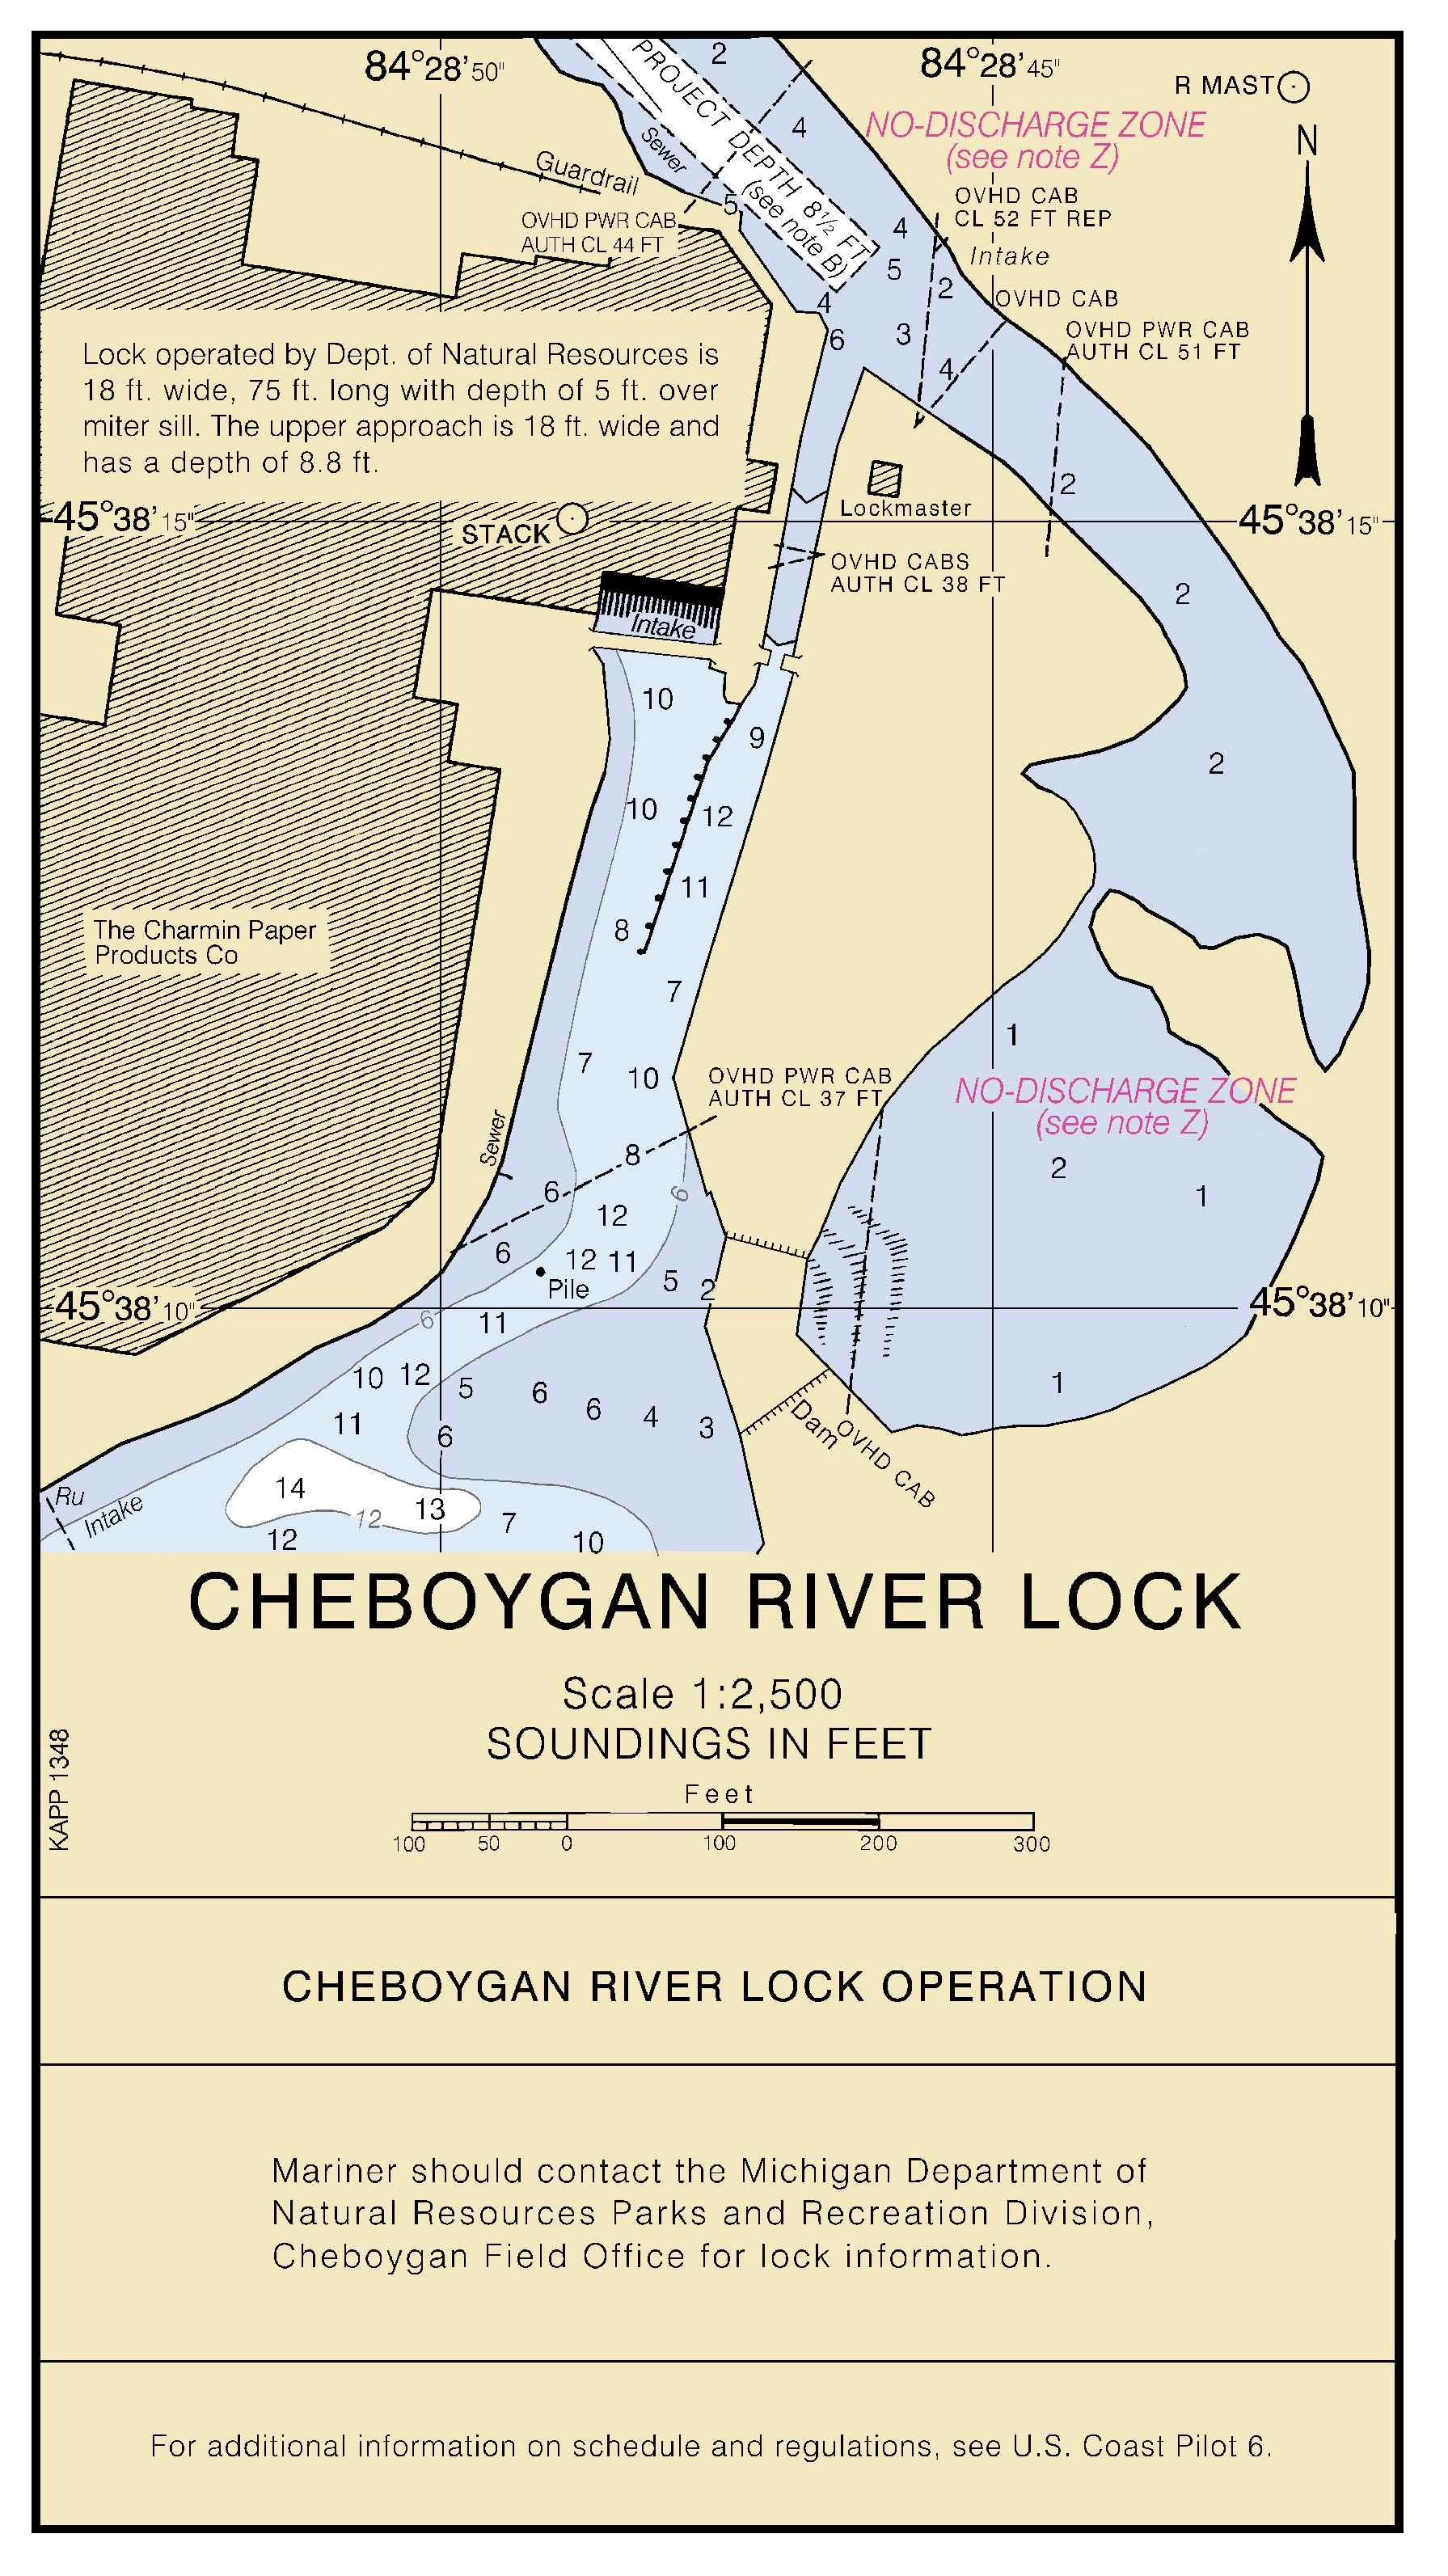 84°28'50"
2
84°28'45"
R MAST
PROJECT DEPTH 8½ FT
(see note B)
4
NO-DISCHARGE ZONE
(see note Z)
N
Sewer
Guardrail
5
OVHD CAB
CL 52 FT REP
OVHD PWR CAB
AUTH CL 44 FT
4
Intake
5
2
OVHD CAB
4
6
3
OVHD PWR CAB
AUTH CL 51 FT
4
Lock operated by Dept. of Natural Resources is
18 ft. wide, 75 ft. long with depth of 5 ft. over
miter sill. The upper approach is 18 ft. wide and
has a depth of 8.8 ft.
2
Lockmaster
45°38'15"
STACK
45°38'15"
OVHD CABS
AUTH CL 38 FT
2
Intake
10
9
2
10
12
11
8
The Charmin Paper
Products Co
7
1
7
10
OVHD PWR CAB
AUTH CL 37 FT
NO-DISCHARGE ZONE
(see note Z)
Sewer
8
2
6
6
1
12
6
12
11
5
2
Pile
45°38'10"
45°38'10"
6
11
10
12
5
6
6
4
3
1
11
6
Dam
OVHD CAB
14
13
Ru
Intake
12
12
7
10
CHEBOYGAN RIVER LOCK
Scale 1:2,500
SOUNDINGS IN FEET
Feet
100 50 0 100 200 300
KAPP 1348
CHEBOYGAN RIVER LOCK OPERATION
Mariner should contact the Michigan Department of
Natural Resources Parks and Recreation Division,
Cheboygan Field Office for lock information.
For additional information on schedule and regulations, see U.S. Coast Pilot 6.